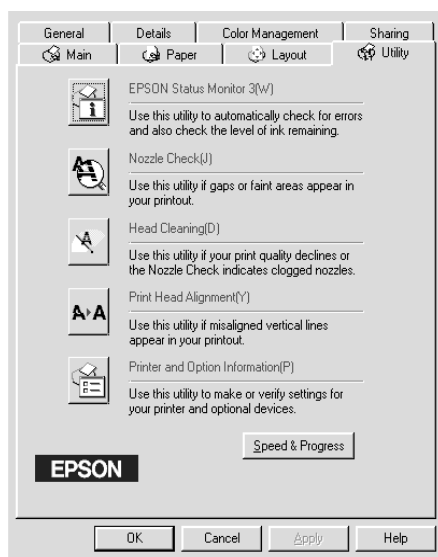 General Details Color Management Sharing
Main Paper Layout Utility
EPSON Status Monitor 3(W)
Use this utility to automatically check for errors
and also check the level of ink remaining.
Nozzle Check(J)
Use this utility if gaps or faint areas appear in
your printout.
Head Cleaning(D)
Use this utility if your print quality declines or
the Nozzle Check indicates clogged nozzles.
Print Head Alignment(Y)
Use this utility if misaligned vertical lines
appear in your printout.
Printer and Option Information(P)
Use this utility to make or verify settings for
your printer and optional devices.
Speed & Progress
EPSON
OK Cancel Apply Help